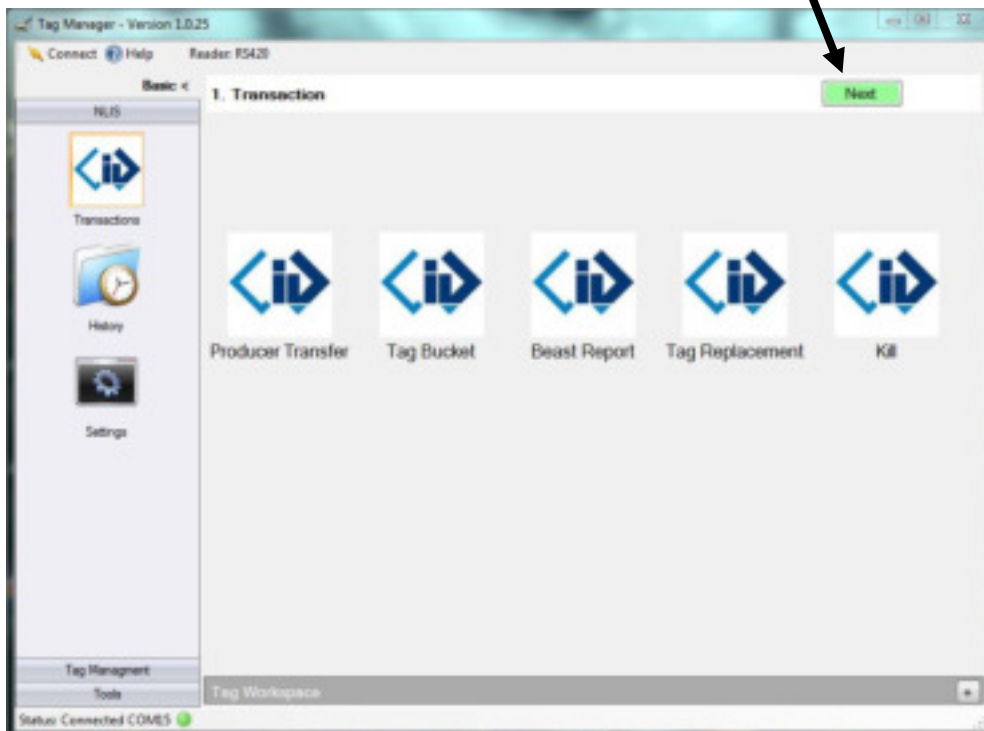 Tag Manager - Version 1.0.25
Connect Help Reader: RS420
Basic <
1. Transaction
Next
NLIS
Transactions
History
Settings
Producer Transfer
Tag Bucket
Beast Report
Tag Replacement
Kill
Tag Managment
Tools
Tag Workspace
+
Status: Connected COM15